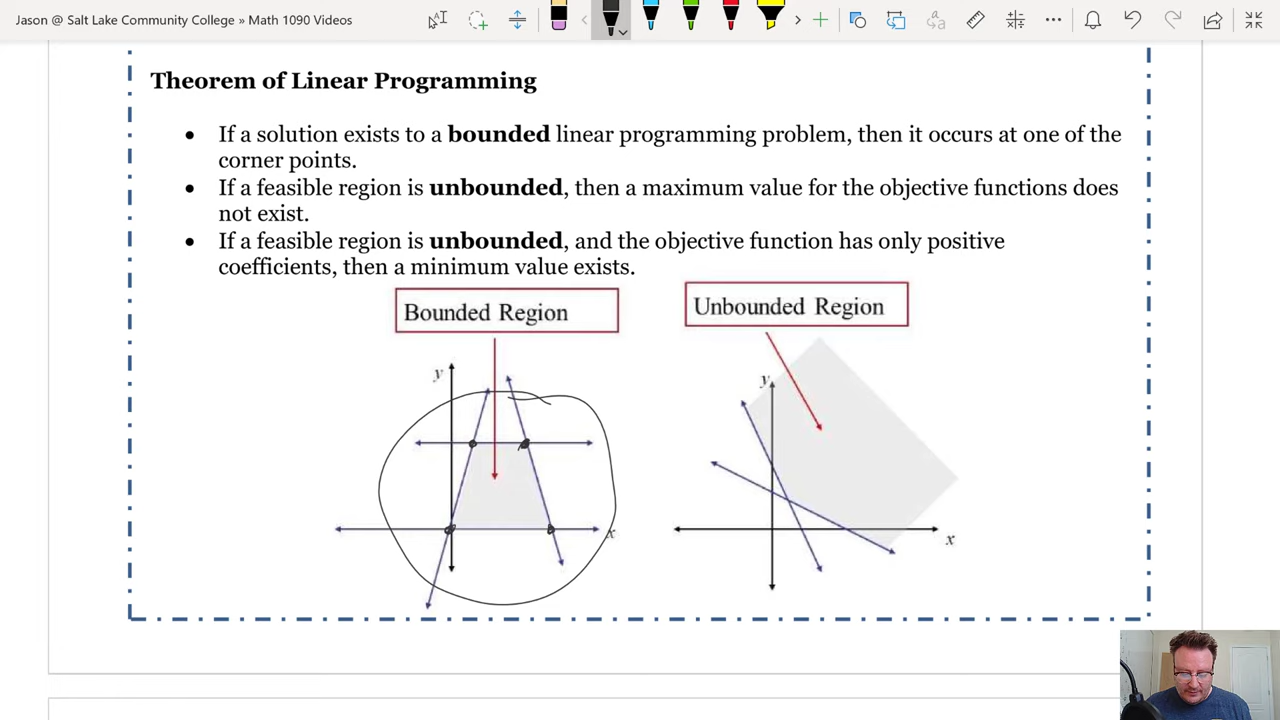 Jason @ Salt Lake Community College » Math 1090 Videos
Theorem of Linear Programming
• If a solution exists to a bounded linear programming problem, then it occurs at one of the
corner points.
• If a feasible region is unbounded, then a maximum value for the objective functions does
not exist.
• If a feasible region is unbounded, and the objective function has only positive
coefficients, then a minimum value exists.
Bounded Region
Unbounded Region
y
y
x
x